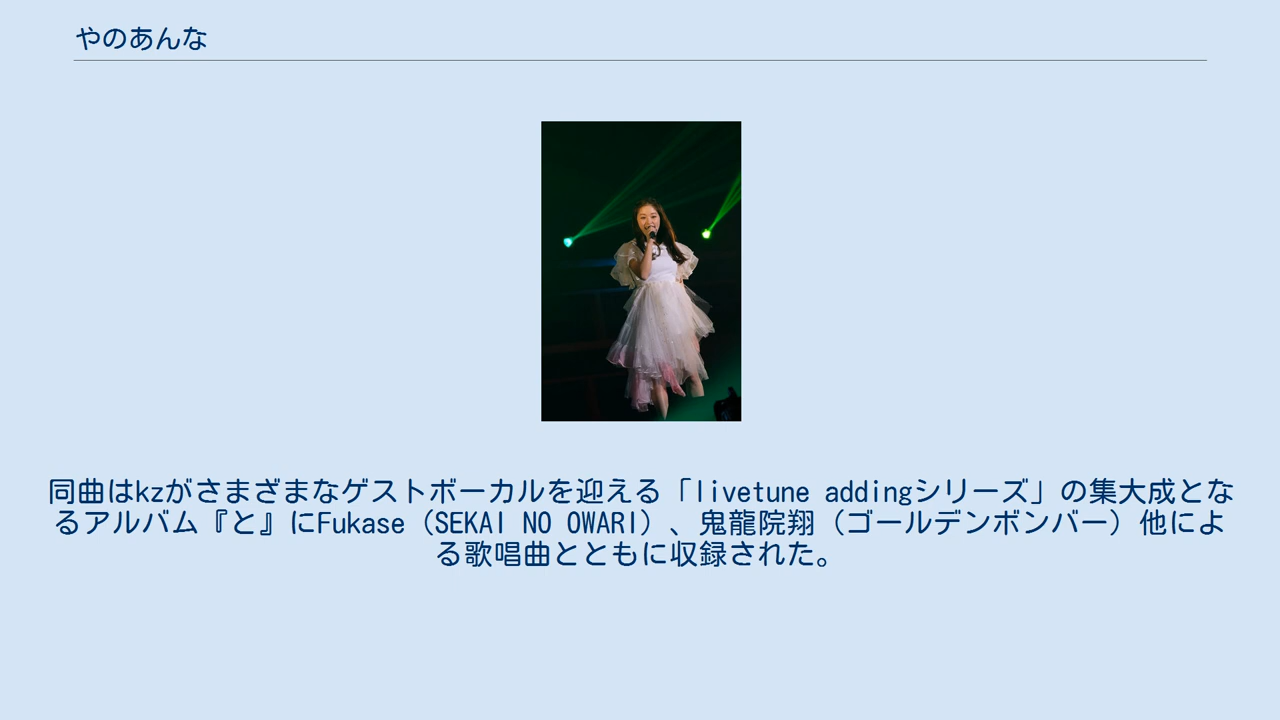 やのあんな
同曲はkzがさまざまなゲストボーカルを迎える「livetune addingシリーズ」の集大成とな
るアルバム『と』にFukase（SEKAI NO OWARI）、鬼龍院翔（ゴールデンボンバー）他によ
る歌唱曲とともに収録された。